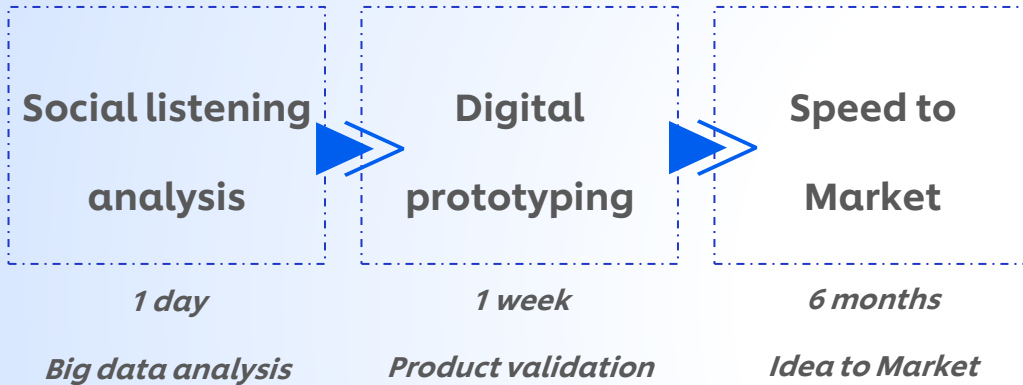 Social listening
analysis
1 day
Big data analysis
Digital
prototyping
1 week
Product validation
Speed to
Market
6 months
Idea to Market